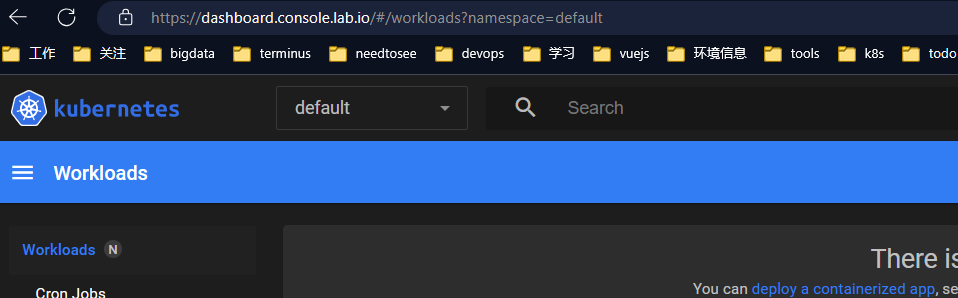 https://dashboard.console.lab.io/#/workloads?namespace=default
工作 关注 bigdata terminus needtosee devops 学习 vuejs 环境信息 tools k8s todo
kubernetes default Search
Workloads
Workloads N
There is
You can deploy a containerized app, se
Cron Jobs